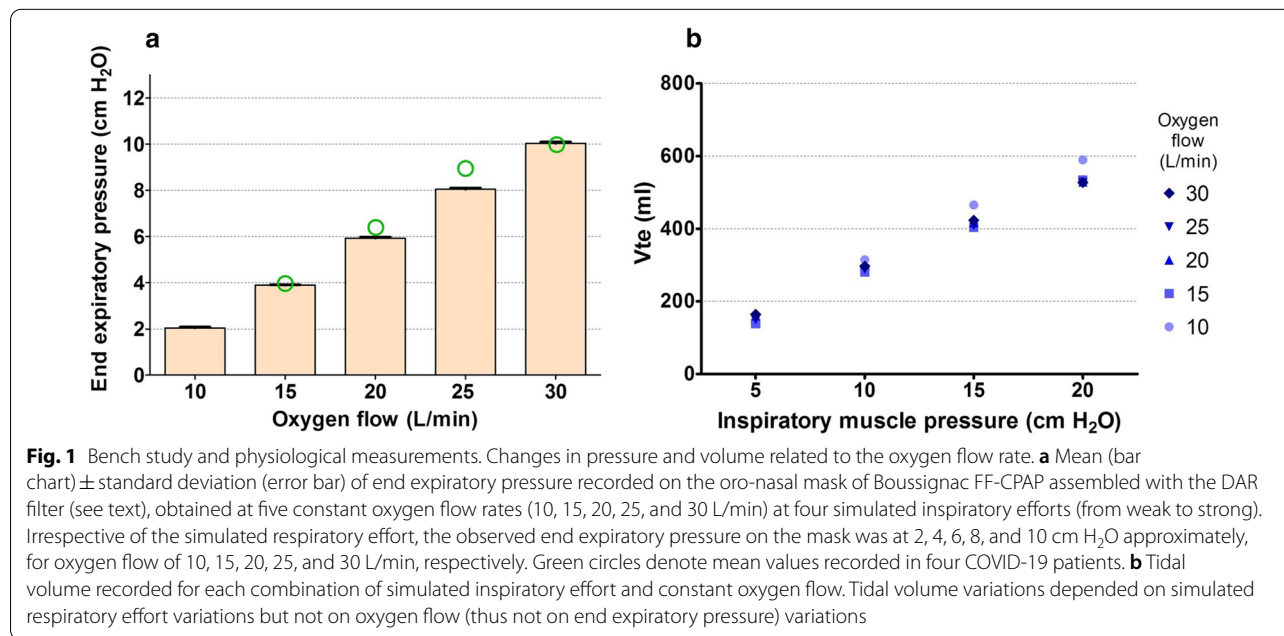 a
End expiratory pressure (cm H₂O)
12
10
8
6
4
2
0
10 15 20 25 30
Oxygen flow (L/min)
b
Vte (ml)
800
600
400
200
0
5 10 15 20
Inspiratory muscle pressure (cm H₂O)
Oxygen
flow
(L/min)
30
25
20
15
10
Fig. 1 Bench study and physiological measurements. Changes in pressure and volume related to the oxygen flow rate. a Mean (bar
chart) ± standard deviation (error bar) of end expiratory pressure recorded on the oro-nasal mask of Boussignac FF-CPAP assembled with the DAR
filter (see text), obtained at five constant oxygen flow rates (10, 15, 20, 25, and 30 L/min) at four simulated inspiratory efforts (from weak to strong).
Irrespective of the simulated respiratory effort, the observed end expiratory pressure on the mask was at 2, 4, 6, 8, and 10 cm H₂O approximately,
for oxygen flow of 10, 15, 20, 25, and 30 L/min, respectively. Green circles denote mean values recorded in four COVID-19 patients. b Tidal
volume recorded for each combination of simulated inspiratory effort and constant oxygen flow. Tidal volume variations depended on simulated
respiratory effort variations but not on oxygen flow (thus not on end expiratory pressure) variations